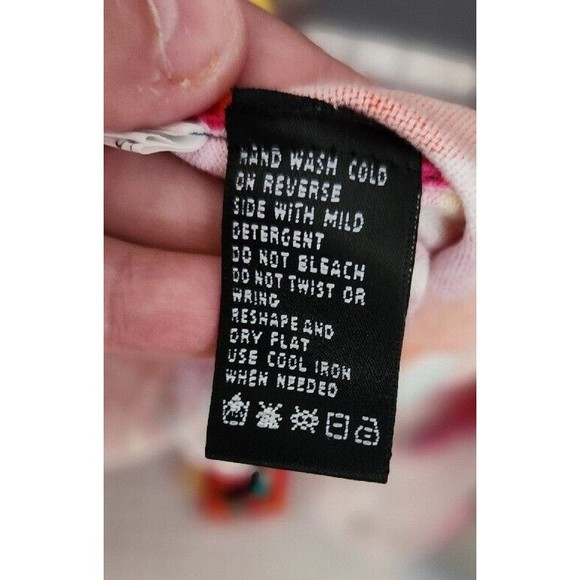 HAND WASH COLD
ON REVERSE
SIDE WITH MILD
DETERGENT
DO NOT BLEACH
DO NOT TWIST OR
WRING
RESHAPE AND
DRY FLAT
USE COOL IRON
WHEN NEEDED